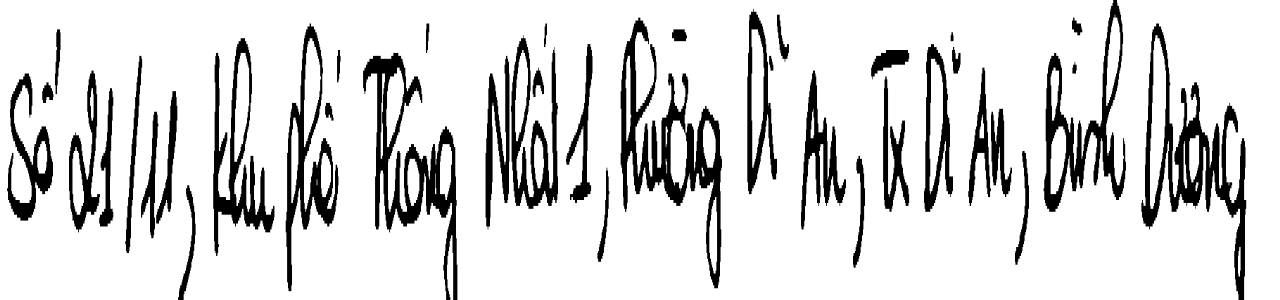 Số 21/11, Khu phố Thống Nhất 1, Phường Dĩ An, TX Dĩ An, Bình Dương